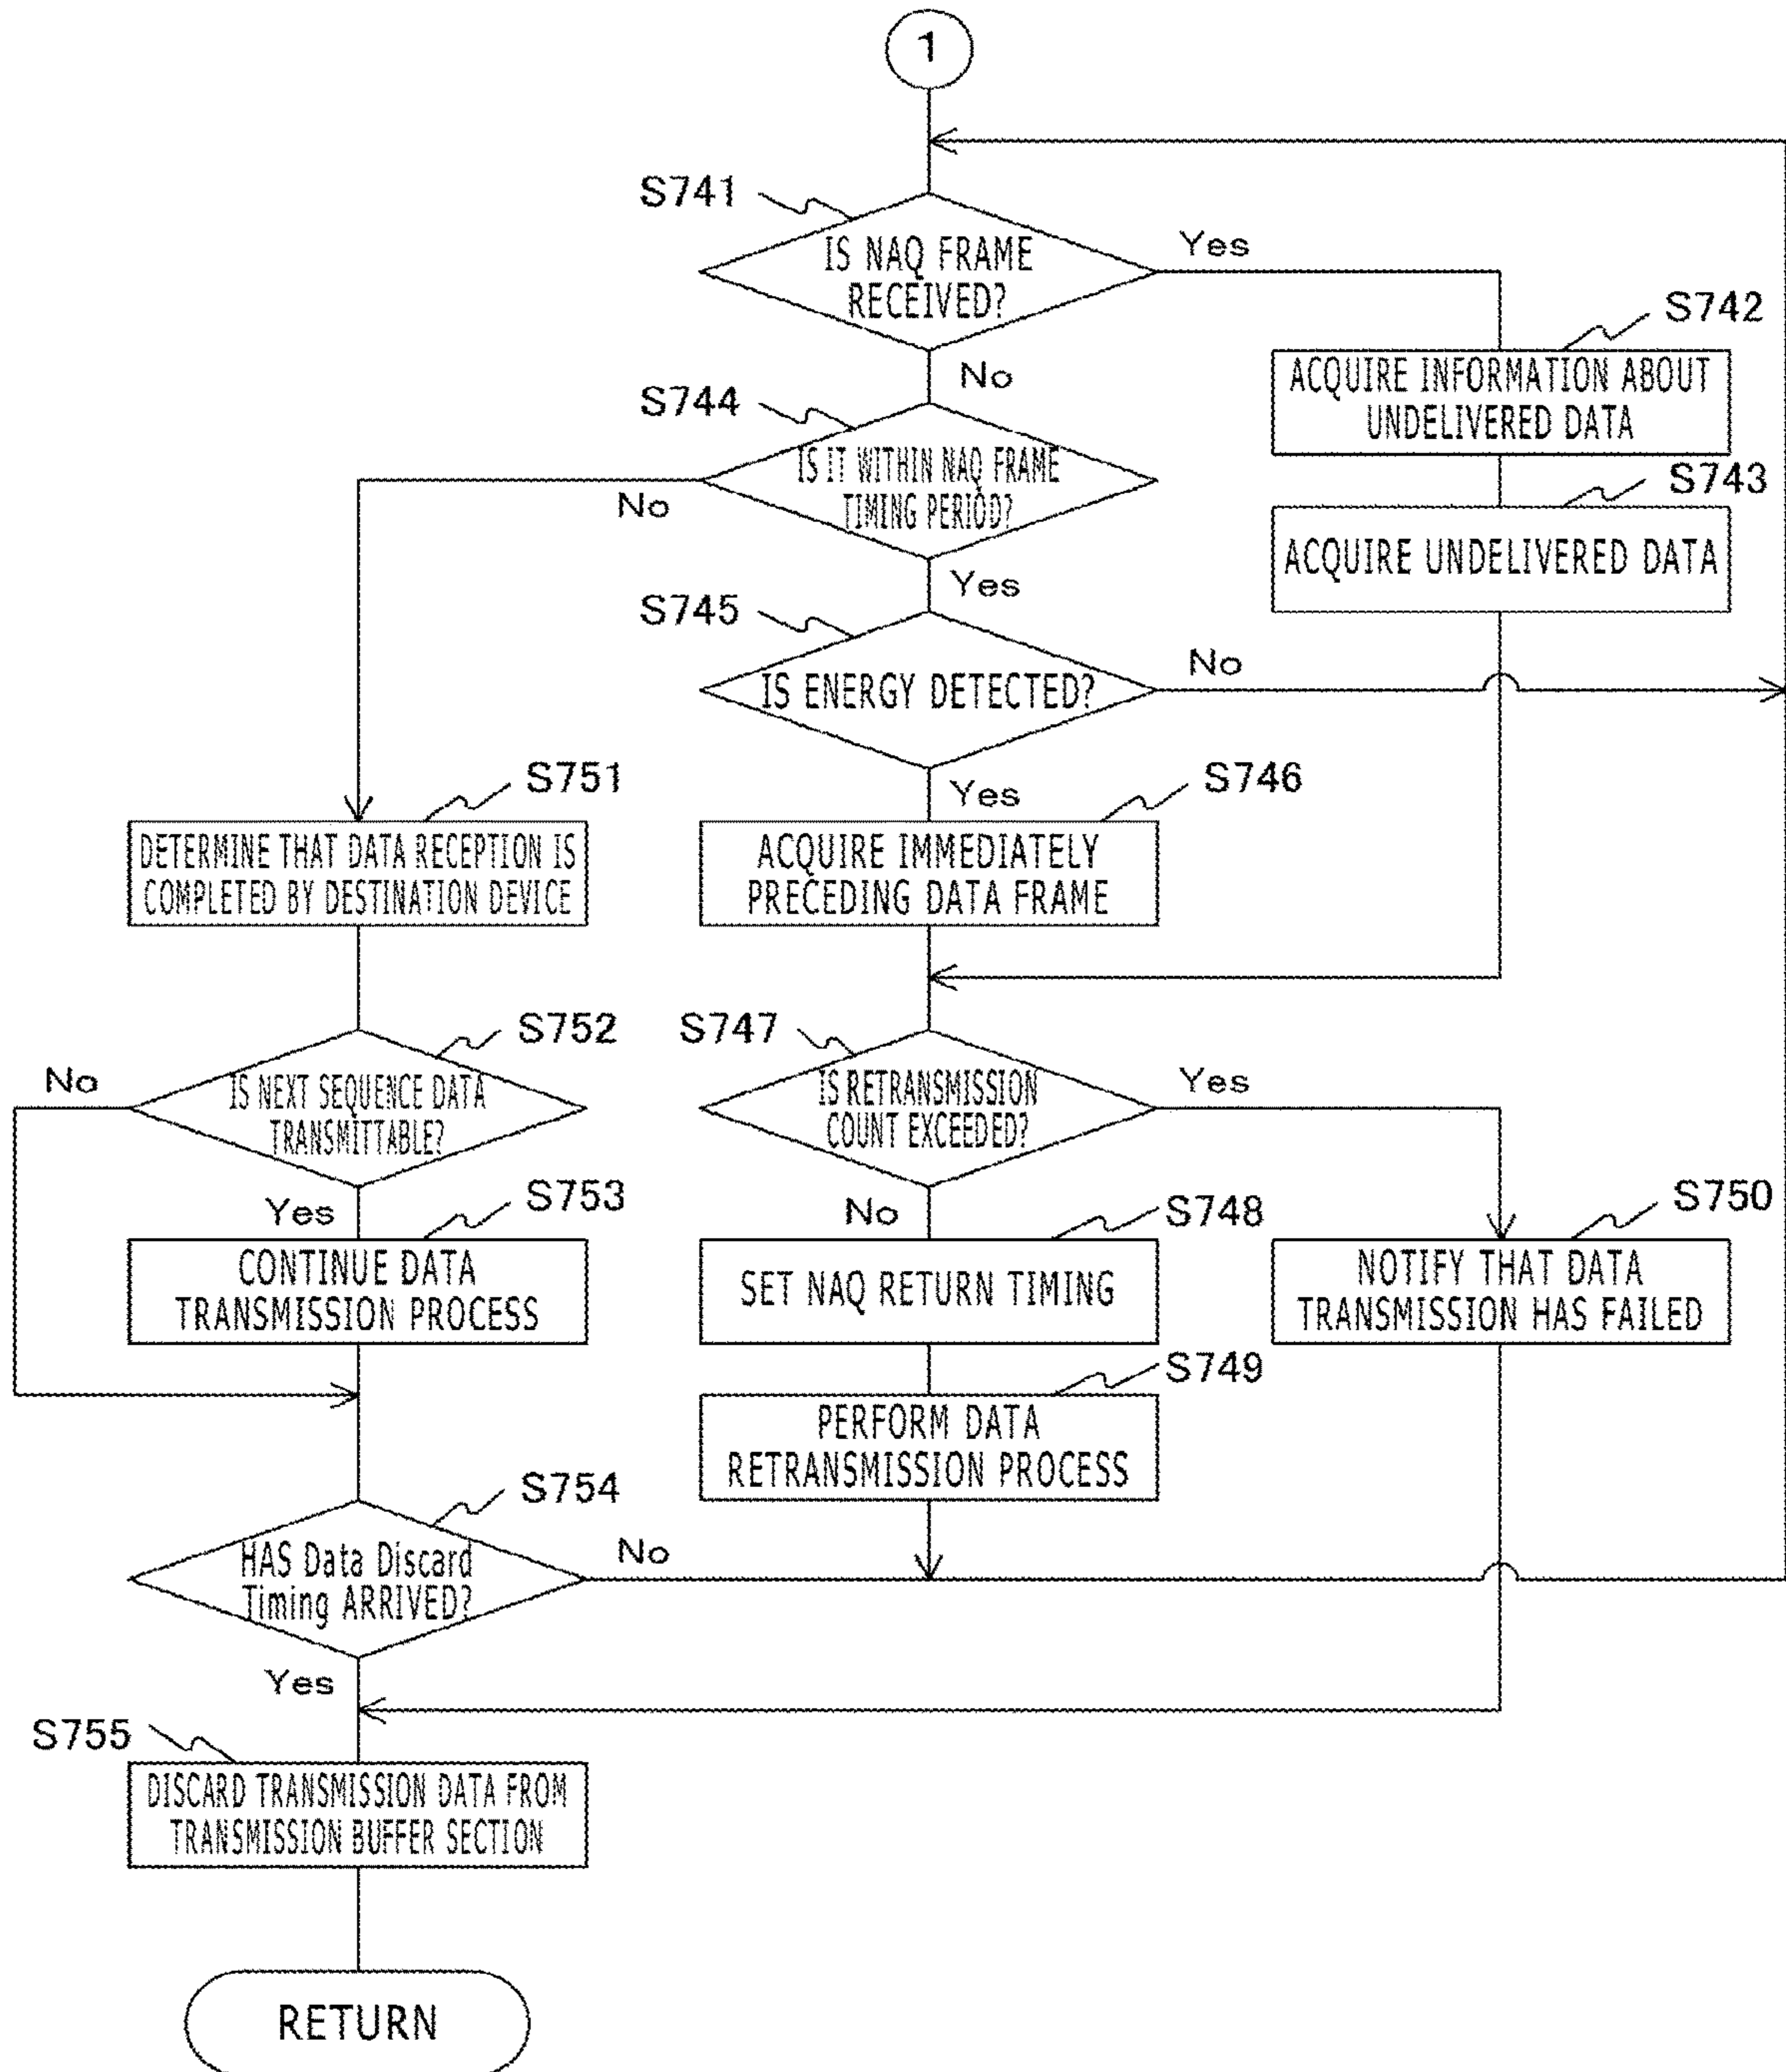 1
S741
IS NAQ FRAME
RECEIVED?
Yes
No
S742
ACQUIRE INFORMATION ABOUT
UNDELIVERED DATA
S743
ACQUIRE UNDELIVERED DATA
S744
IS IT WITHIN NAQ FRAME
TIMING PERIOD?
No
Yes
S745
IS ENERGY DETECTED?
No
Yes
S746
ACQUIRE IMMEDIATELY
PRECEDING DATA FRAME
S751
DETERMINE THAT DATA RECEPTION IS
COMPLETED BY DESTINATION DEVICE
S752
IS NEXT SEQUENCE DATA
TRANSMITTABLE?
No
Yes
S747
IS RETRANSMISSION
COUNT EXCEEDED?
Yes
No
S753
CONTINUE DATA
TRANSMISSION PROCESS
S748
SET NAQ RETURN TIMING
S750
NOTIFY THAT DATA
TRANSMISSION HAS FAILED
S749
PERFORM DATA
RETRANSMISSION PROCESS
S754
HAS Data Discard
Timing ARRIVED?
No
Yes
S755
DISCARD TRANSMISSION DATA FROM
TRANSMISSION BUFFER SECTION
RETURN